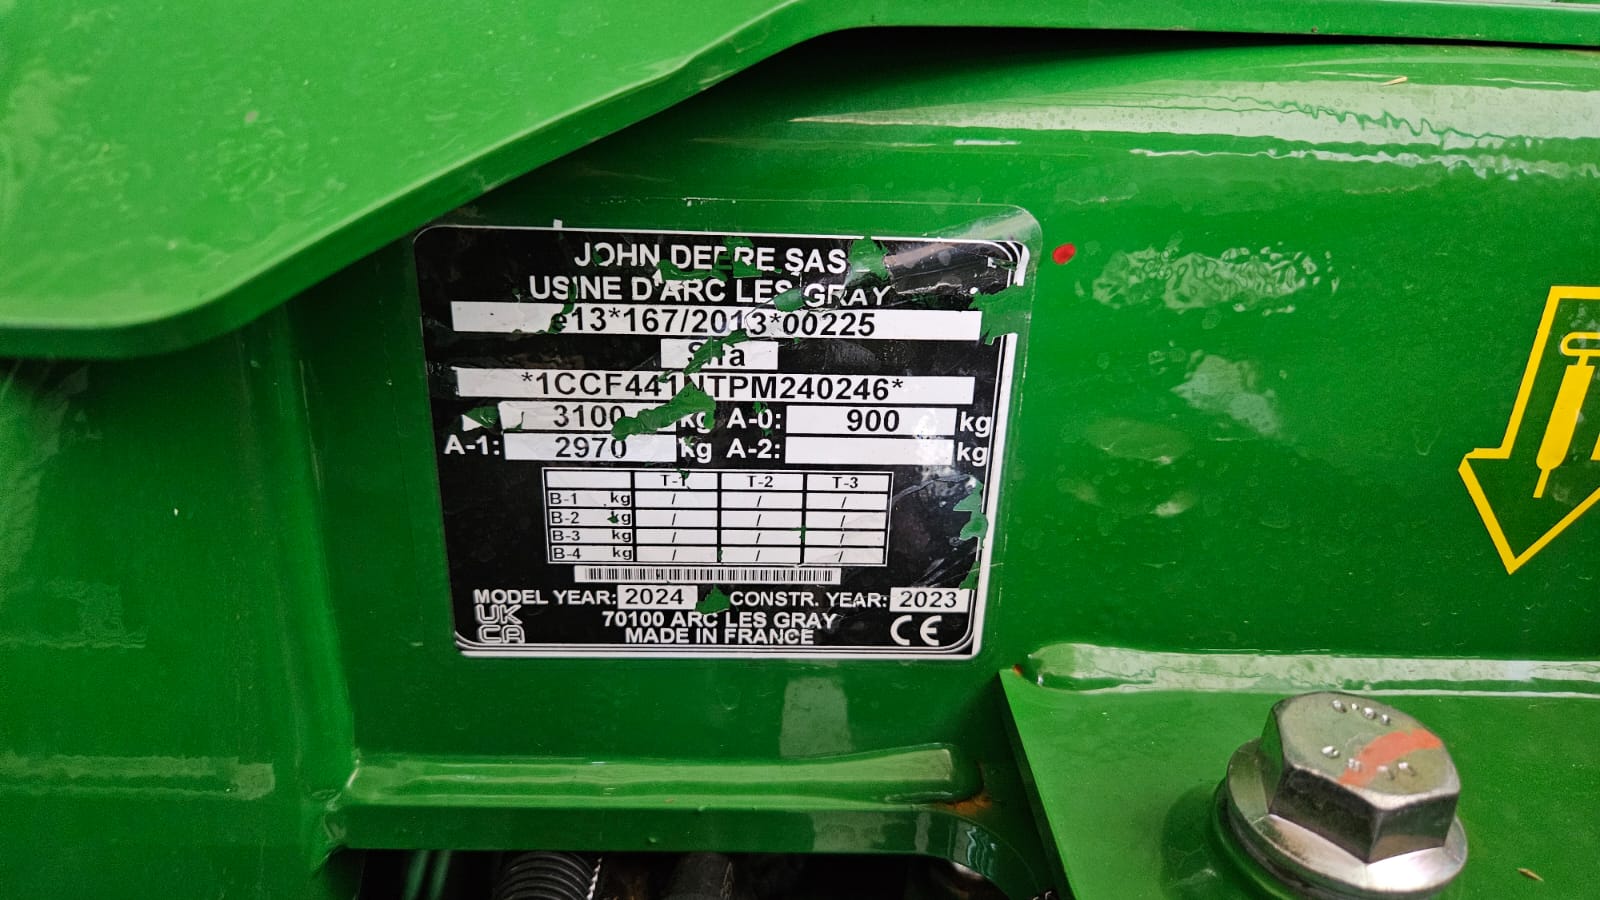 JOHN DEERE SAS
USINE D'ARC LES GRAY
e13*167/2013*00225
*1CCF441NTPM240246*
3100 kg A-0: 900 kg
A-1: 2970 kg A-2: kg
T-1 T-2 T-3
B-1 kg / / /
B-2 kg / / /
B-3 kg / / /
B-4 kg / / /
MODEL YEAR: 2024 CONSTR. YEAR: 2023
UK
CA
70100 ARC LES GRAY
MADE IN FRANCE
CE